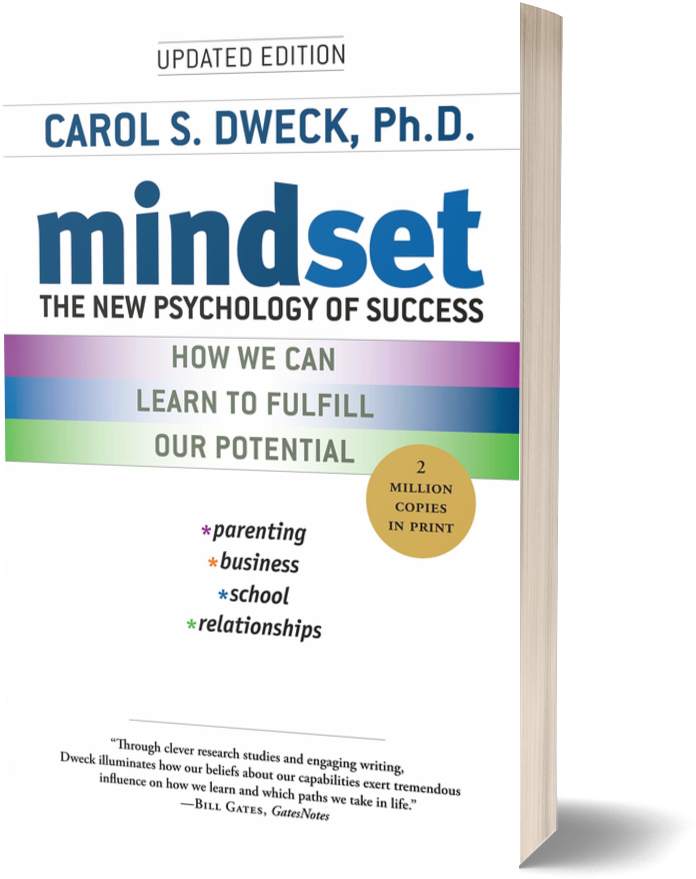 UPDATED EDITION
CAROL S. DWECK, Ph.D.
mindset
THE NEW PSYCHOLOGY OF SUCCESS
HOW WE CAN
LEARN TO FULFILL
OUR POTENTIAL
2
MILLION
COPIES
IN PRINT
*parenting
*business
*school
*relationships
“Through clever research studies and engaging writing,
Dweck illuminates how our beliefs about our capabilities exert tremendous
influence on how we learn and which paths we take in life.”
—BILL GATES, GatesNotes